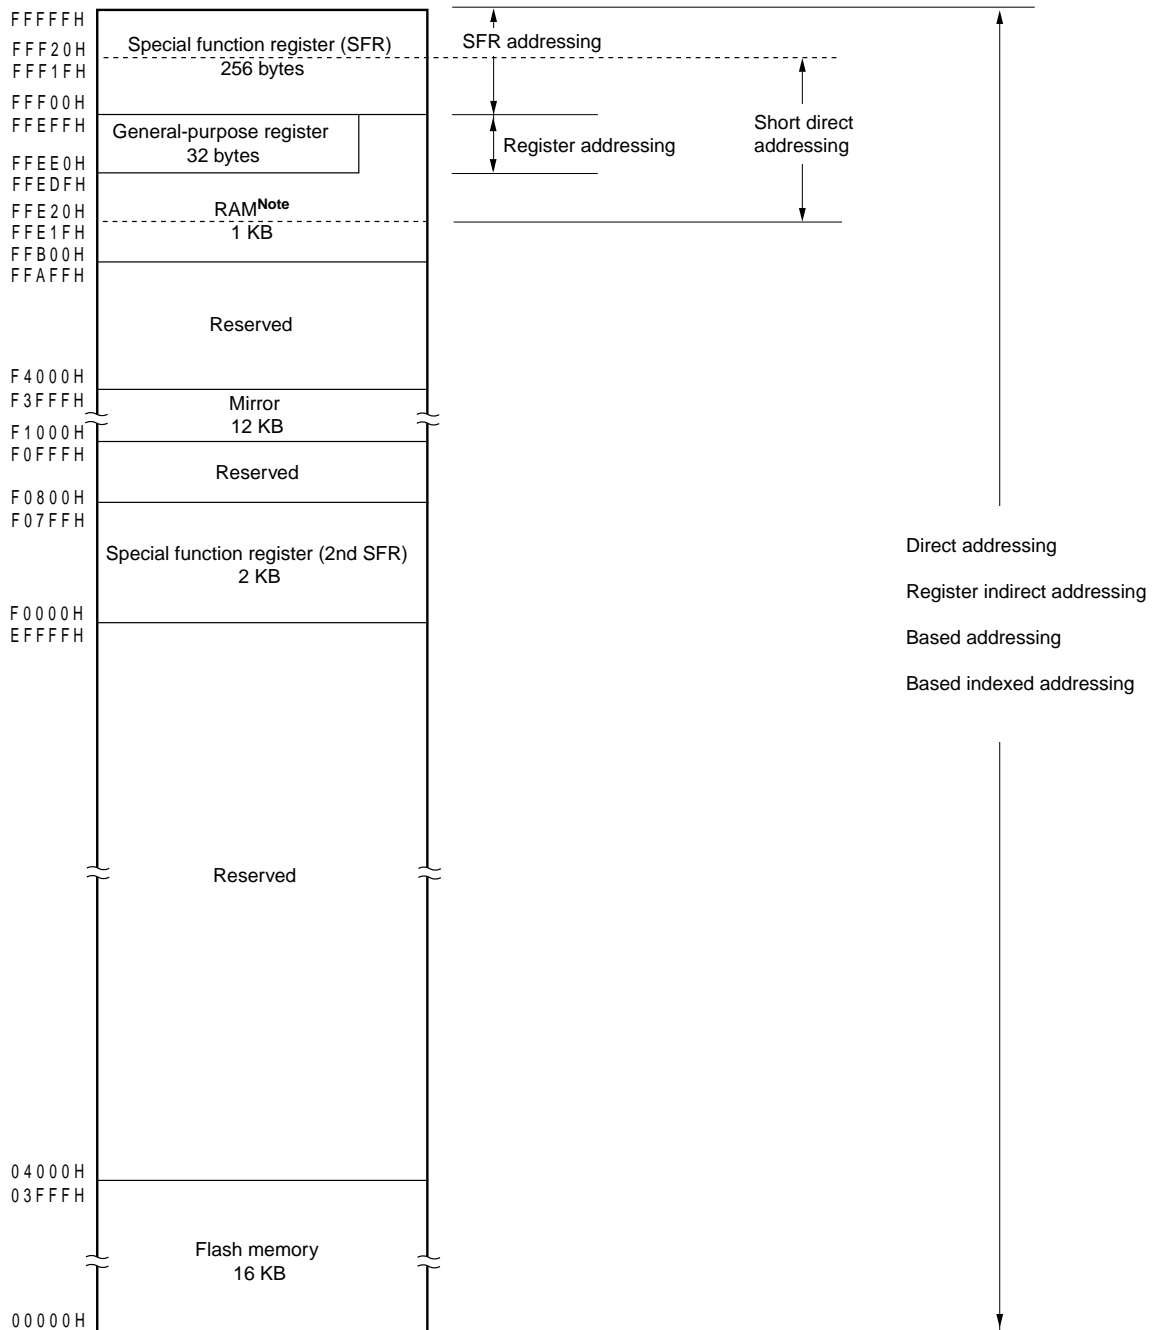 FFFFFH
FFF20H
FFF1FH
FFF00H
FFEFFH
FFEE0H
FFEDFH
FFE20H
FFE1FH
FFB00H
FFAFFH
F4000H
F3FFFH
F1000H
F0FFFH
F0800H
F07FFH
F0000H
EFFFFH
04000H
03FFFH
00000H
Special function register (SFR)
256 bytes
General-purpose register
32 bytes
RAMNote
1 KB
Reserved
Mirror
12 KB
Reserved
Special function register (2nd SFR)
2 KB
Reserved
Flash memory
16 KB
SFR addressing
Register addressing
Short direct
addressing
Direct addressing
Register indirect addressing
Based addressing
Based indexed addressing